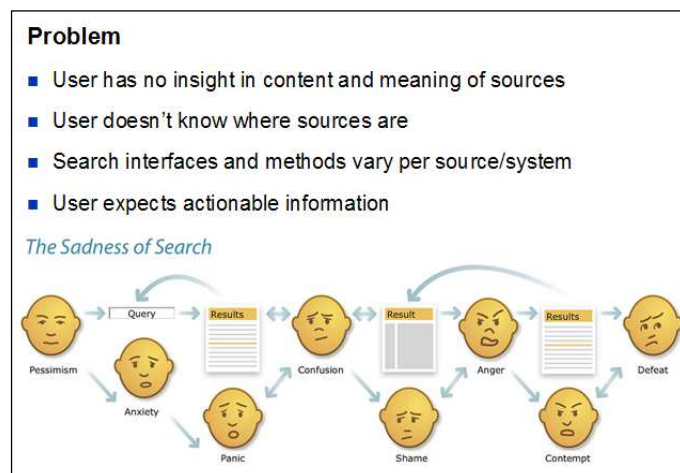 Problem
User has no insight in content and meaning of sources
User doesn't know where sources are
Search interfaces and methods vary per source/system
User expects actionable information
The Sadness of Search
Query
Results
Result
Results
Pessimism
Confusion
Anger
Defeat
Anxiety
Panic
Shame
Contempt